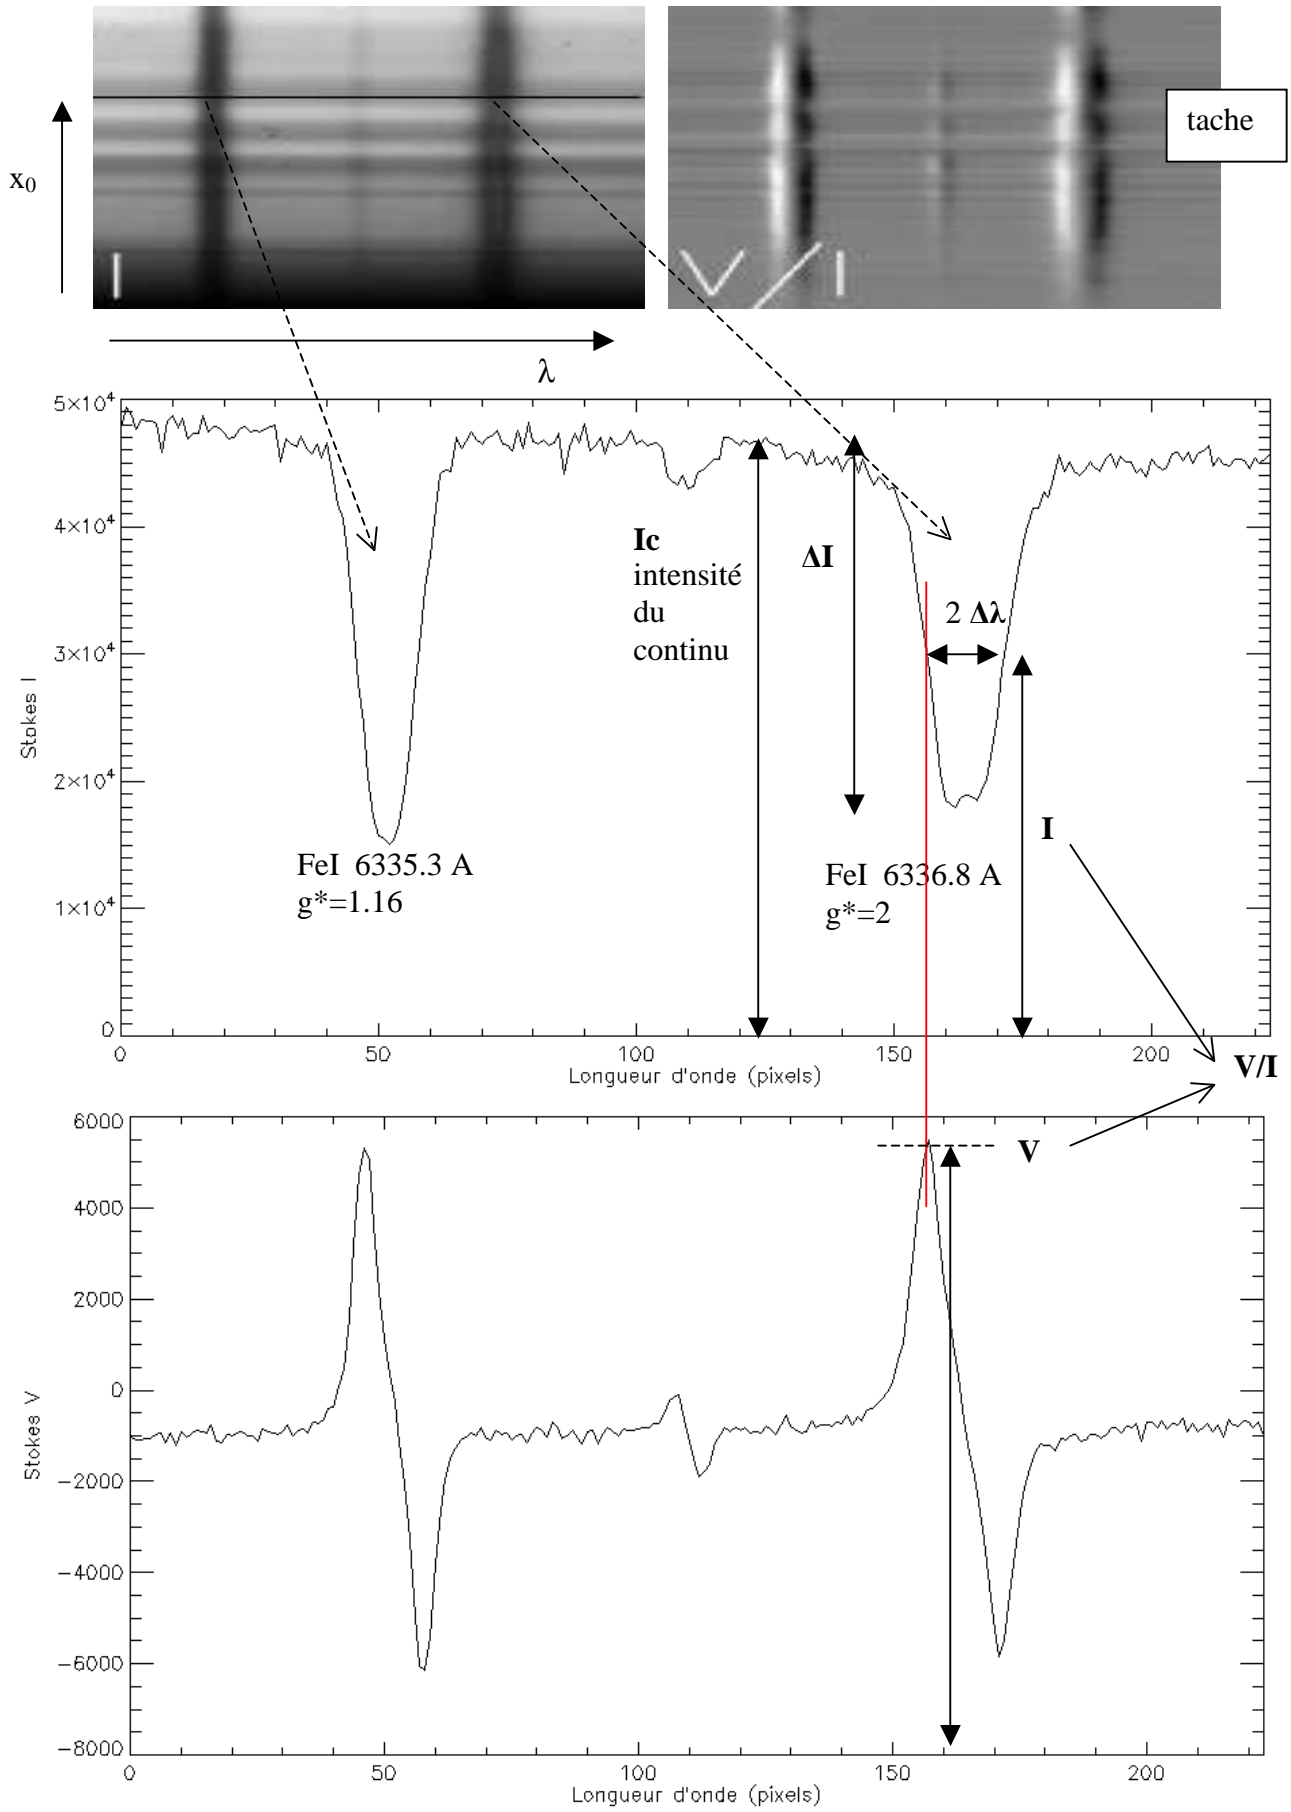 x₀
I
V/I
tache
λ
5×10⁴
4×10⁴
3×10⁴
2×10⁴
1×10⁴
0
Stokes I
Ic
intensité
du
continu
ΔI
2 Δλ
I
FeI 6335.3 A
g*=1.16
FeI 6336.8 A
g*=2
0 50 100 150 200
Longueur d'onde (pixels)
V/I
6000
4000
2000
0
−2000
−4000
−6000
−8000
Stokes V
V
0 50 100 150 200
Longueur d'onde (pixels)